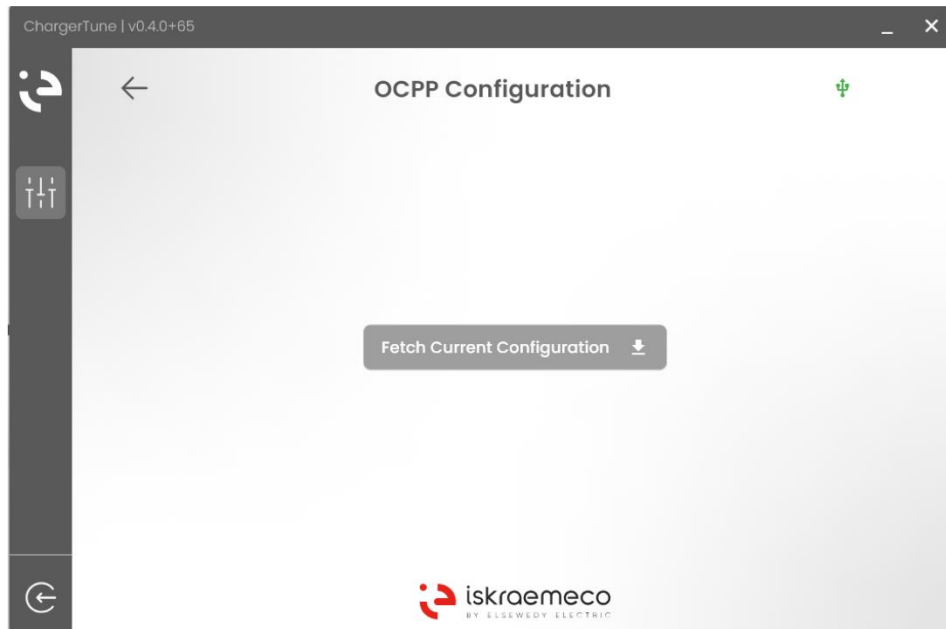 ChargerTune | v0.4.0+65
OCPP Configuration
Fetch Current Configuration
iskraemeco
BY ELSEWEDY ELECTRIC